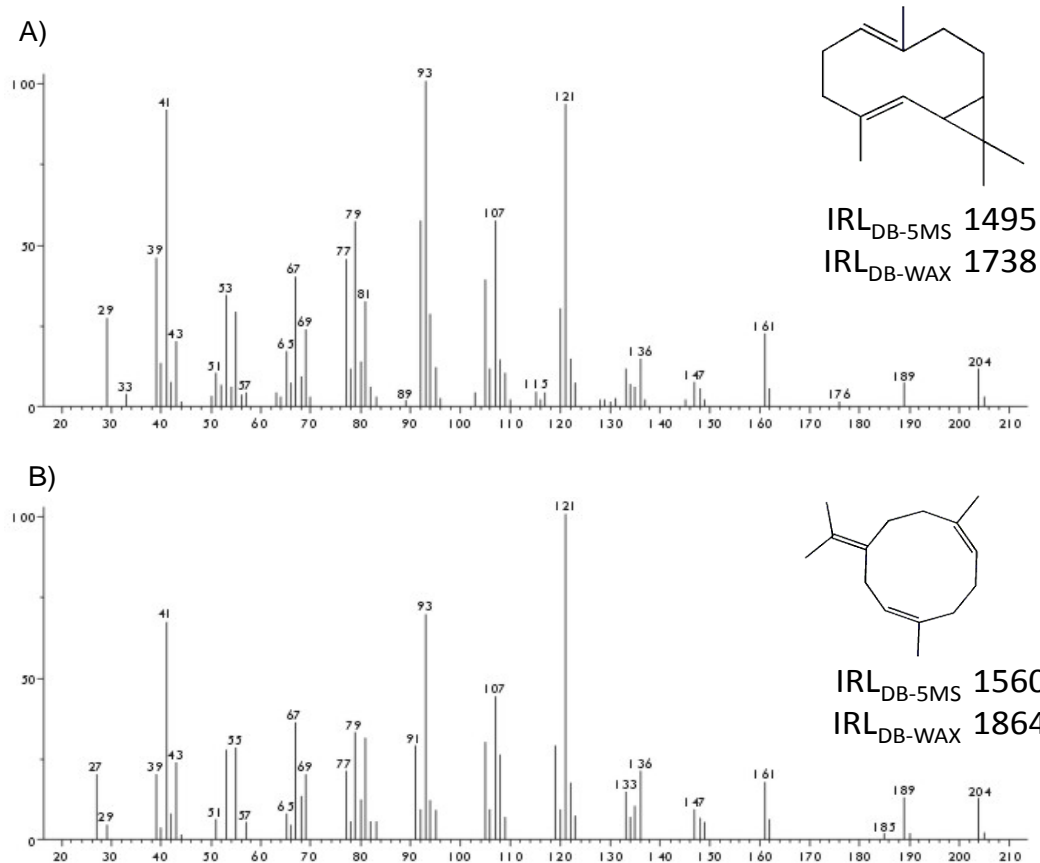 A)
IRL DB-5MS 1495
IRL DB-WAX 1738
100
50
0
29 33 39 41 43 51 53 57 65 67 69 77 79 81 89 93 107 115 121 136 147 161 176 189 204
20 30 40 50 60 70 80 90 100 110 120 130 140 150 160 170 180 190 200 210
B)
IRL DB-5MS 1560
IRL DB-WAX 1864
100
50
0
27 29 39 41 43 51 55 57 65 67 69 77 79 91 93 107 121 133 136 147 161 185 189 204
20 30 40 50 60 70 80 90 100 110 120 130 140 150 160 170 180 190 200 210